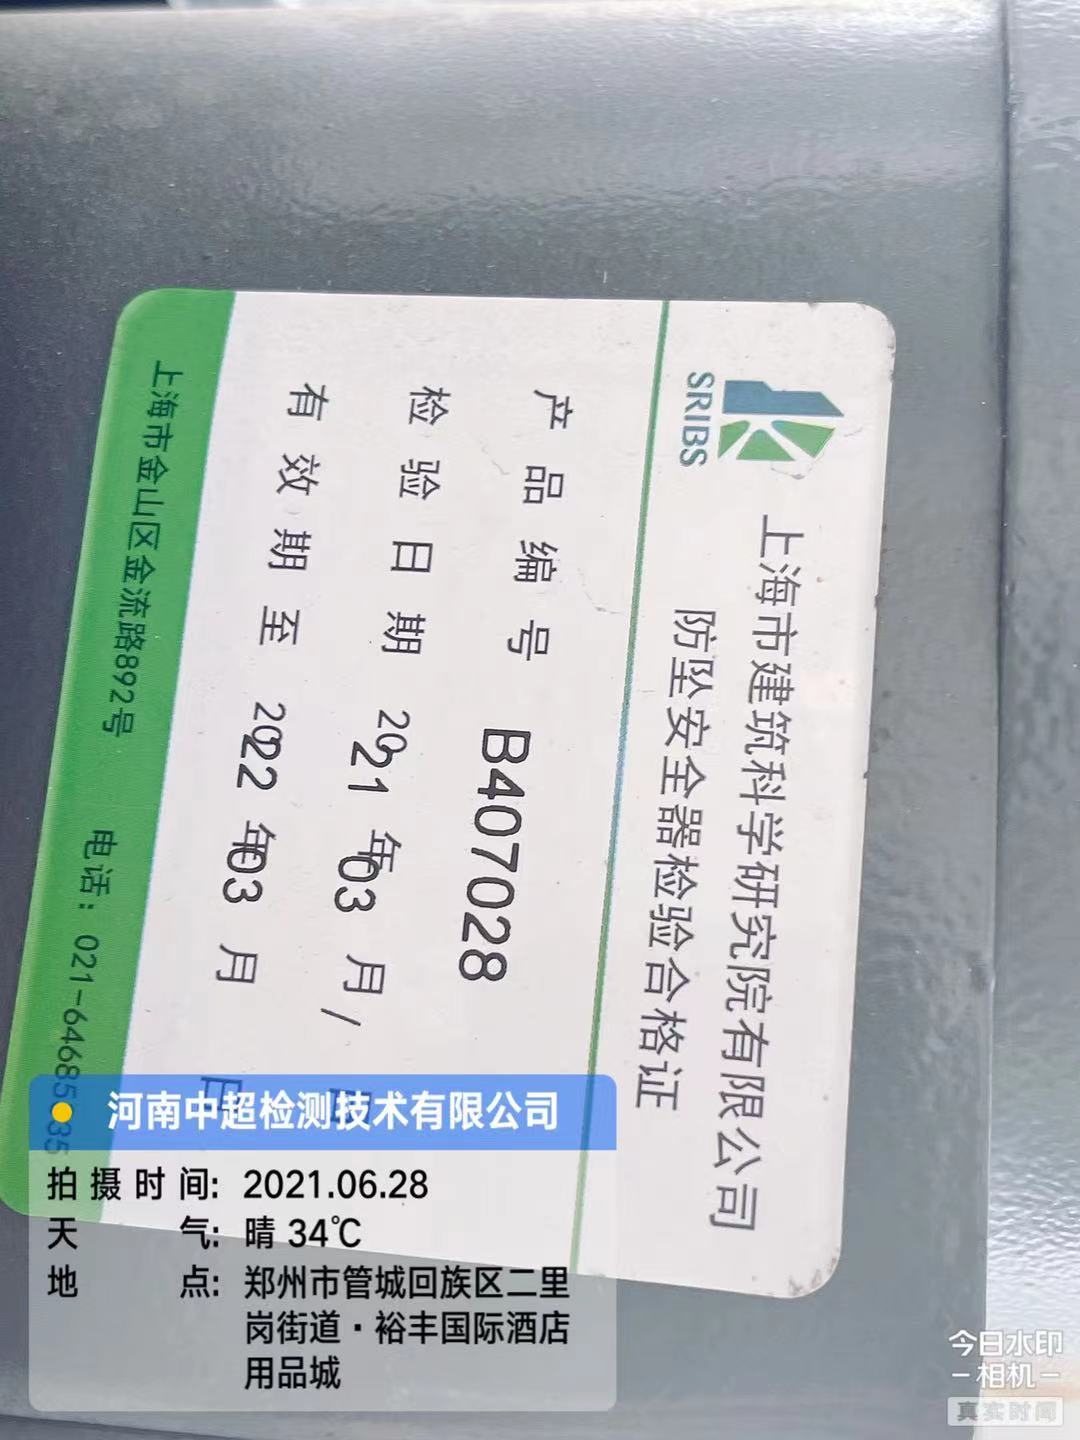 SRIBS
上海市建筑科学研究院有限公司
防坠安全器检验合格证
产品编号 B407028
检验日期 2021年03月/日
有效期至 2022年03月 日
上海市金山区金流路892号 电话：021-64685
河南中超检测技术有限公司
拍摄时间: 2021.06.28
天气: 晴 34℃
地点: 郑州市管城回族区二里
岗街道·裕丰国际酒店
用品城
今日水印
相机
真实时间